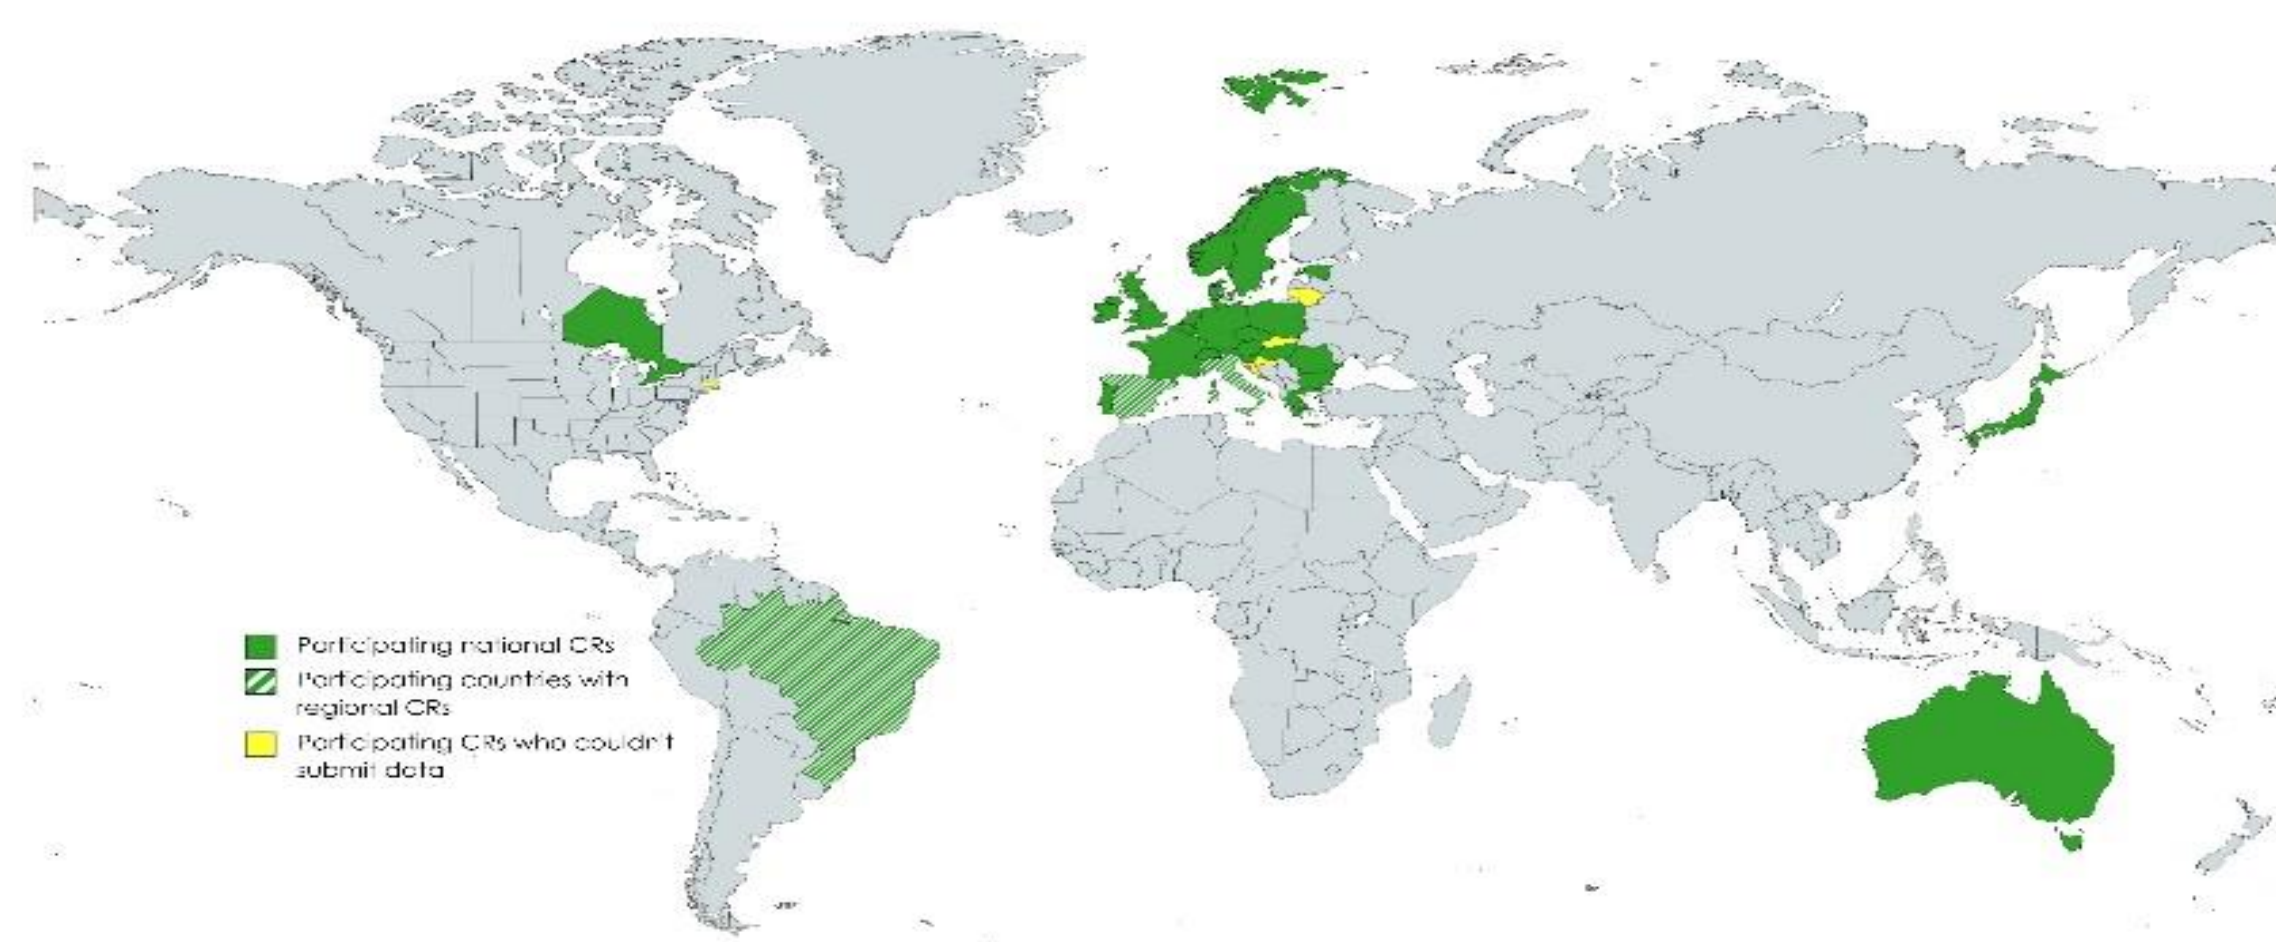 Participating national CRs
Participating countries with
regional CRs
Participating CRs who couldn't
submit data